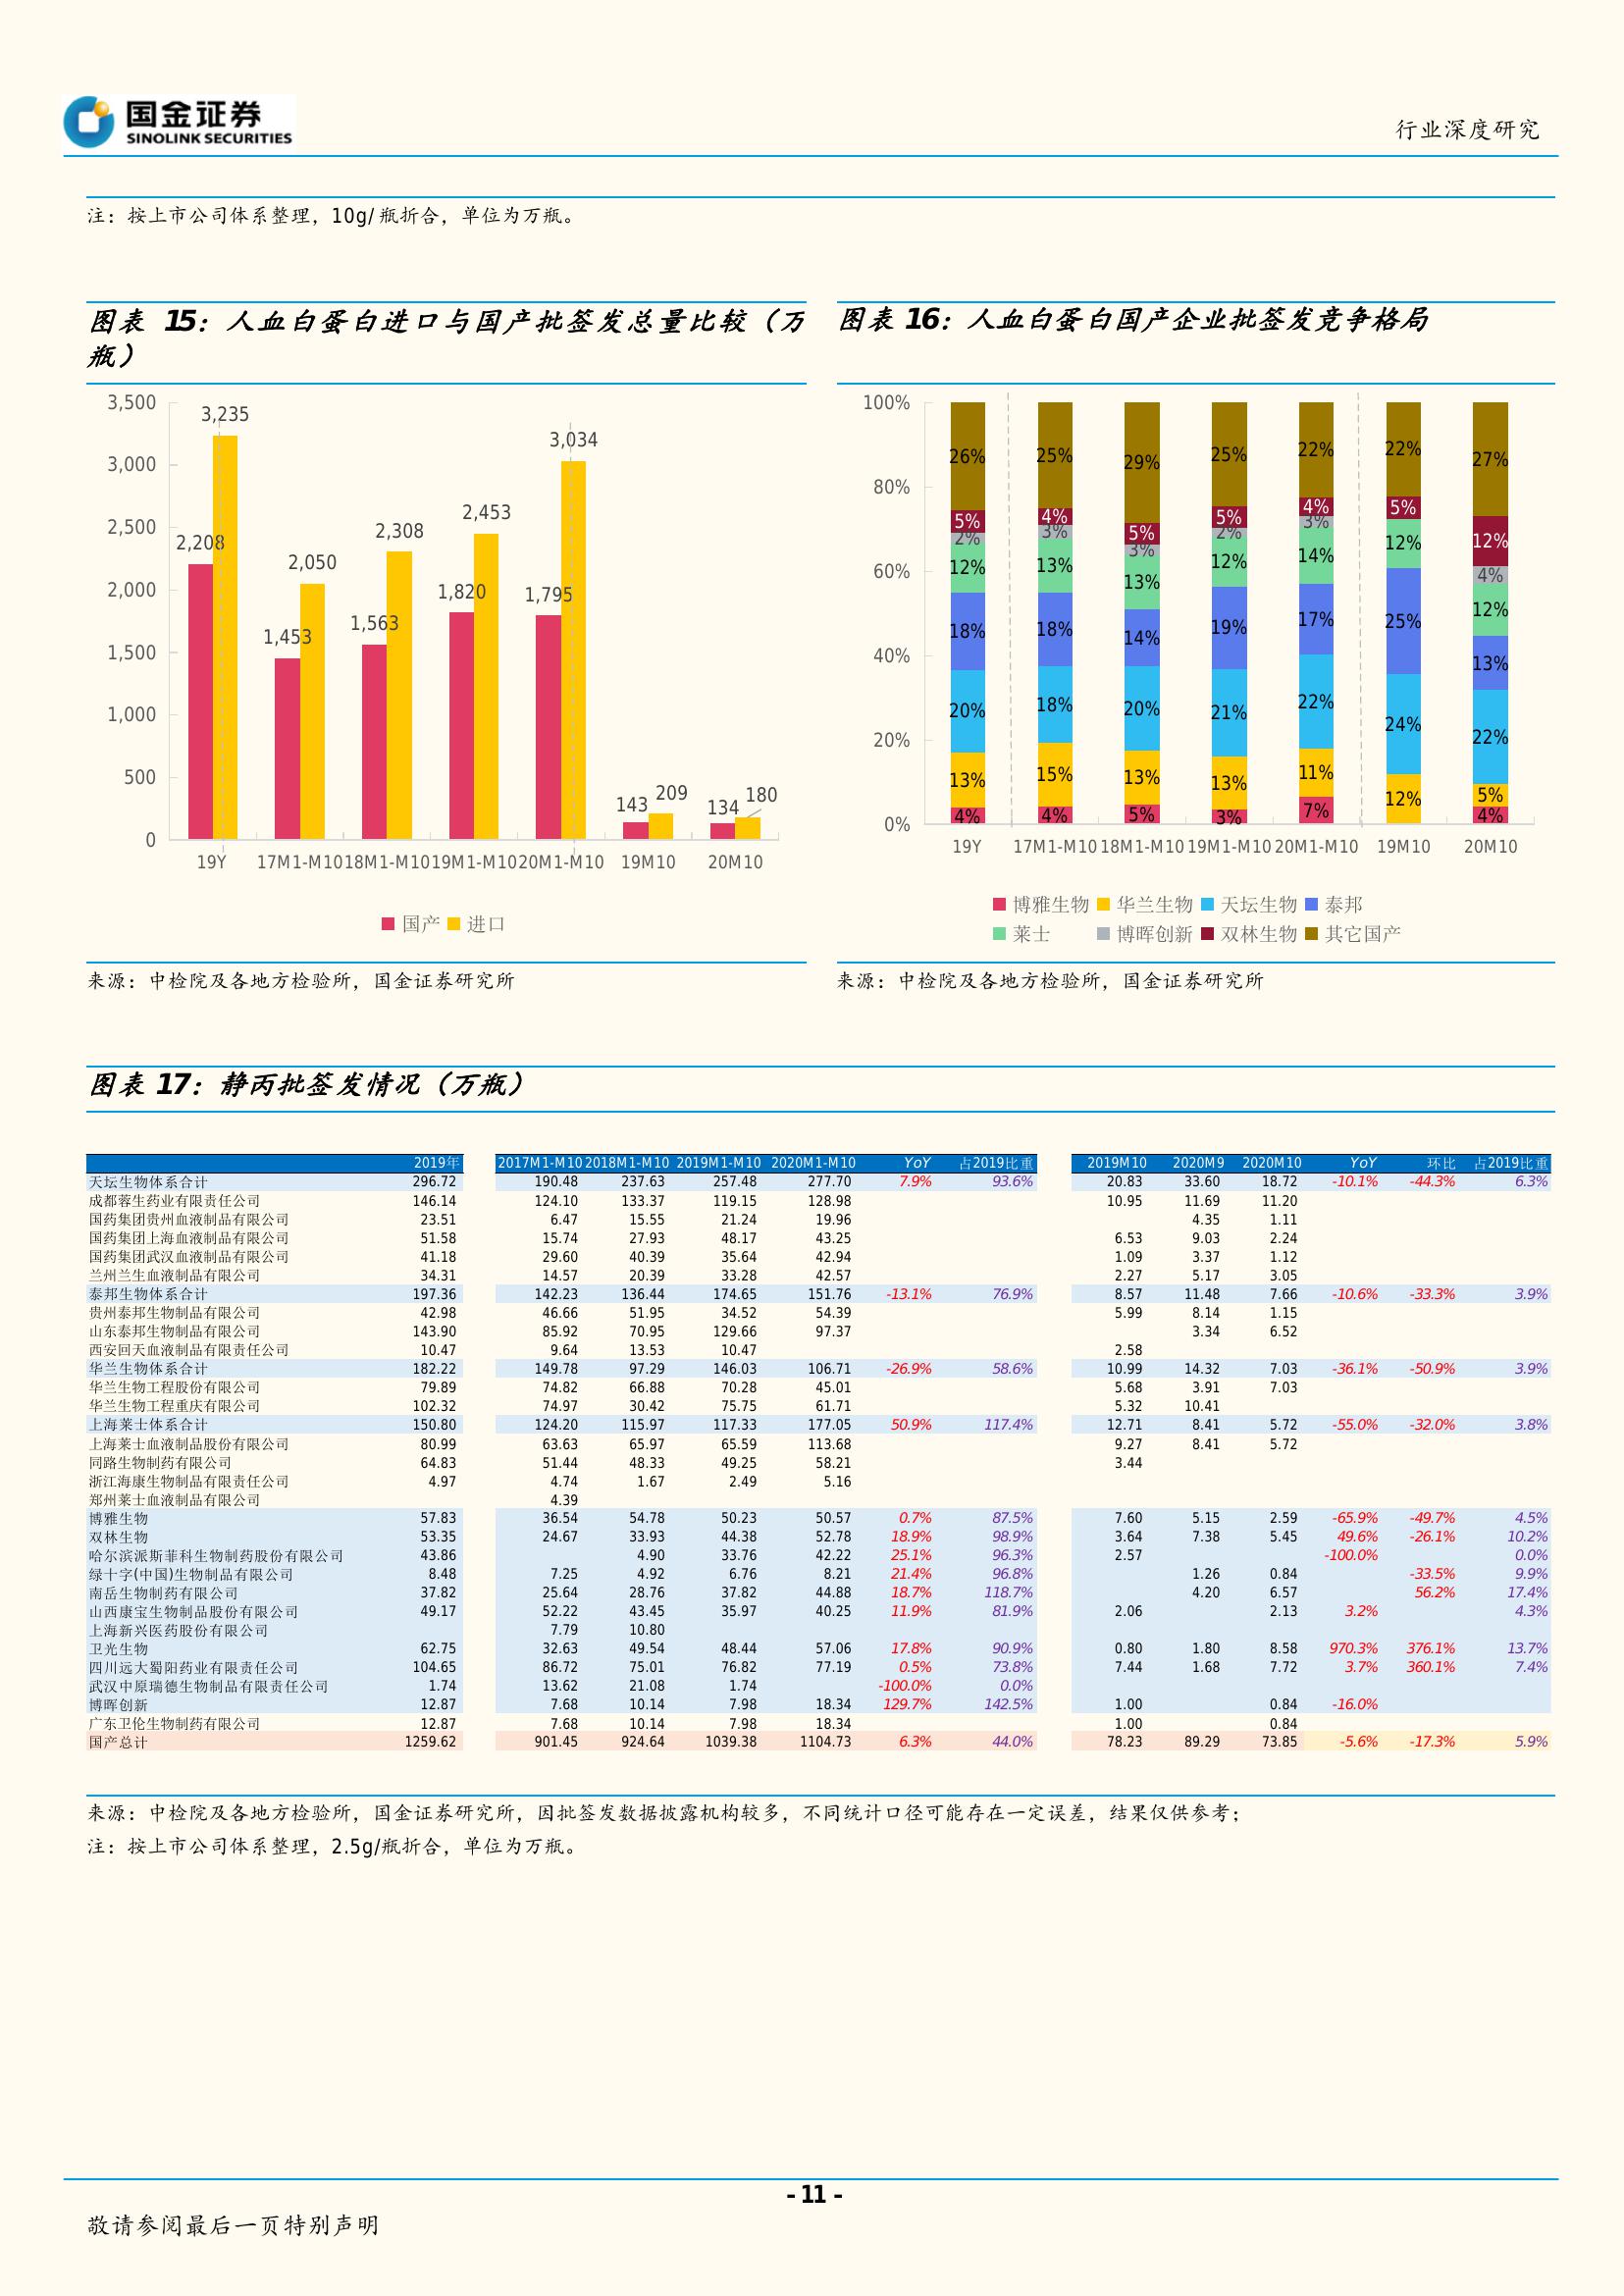 国金证券
SINOLINK SECURITIES
行业深度研究
注：按上市公司体系整理，10g/瓶折合，单位为万瓶。
图表 15：人血白蛋白进口与国产批签发总量比较（万
瓶）
3,500
3,000
2,500
2,000
1,500
1,000
500
0
3,235
2,208
1,453
2,050
1,563
2,308
1,820
2,453
1,795
3,034
143
209
134
180
19Y 17M1-M10 18M1-M10 19M1-M10 20M1-M10 19M10 20M10
国产 进口
来源：中检院及各地方检验所，国金证券研究所
图表 16：人血白蛋白国产企业批签发竞争格局
100%
80%
60%
40%
20%
0%
26% 25% 29% 25% 22% 22% 27%
5% 4% 5% 5% 4% 5% 12%
2% 3% 3% 2% 3% 4%
12% 13% 13% 12% 14% 12% 12%
18% 18% 14% 19% 17% 25% 13%
20% 18% 20% 21% 22% 24% 22%
13% 15% 13% 13% 11% 12% 5%
4% 4% 5% 3% 7% 4%
19Y 17M1-M10 18M1-M10 19M1-M10 20M1-M10 19M10 20M10
博雅生物 华兰生物 天坛生物 泰邦
莱士 博晖创新 双林生物 其它国产
来源：中检院及各地方检验所，国金证券研究所
图表 17：静丙批签发情况（万瓶）
2019年 2017M1-M10 2018M1-M10 2019M1-M10 2020M1-M10 YoY 占2019比重 2019M10 2020M9 2020M10 YoY 环比 占2019比重
天坛生物体系合计 296.72 190.48 237.63 257.48 277.70 7.9% 93.6% 20.83 33.60 18.72 -10.1% -44.3% 6.3%
成都蓉生药业有限责任公司 146.14 124.10 133.37 119.15 128.98 10.95 11.69 11.20
国药集团贵州血液制品有限公司 23.51 6.47 15.55 21.24 19.96 4.35 1.11
国药集团上海血液制品有限公司 51.58 15.74 27.93 48.17 43.25 6.53 9.03 2.24
国药集团武汉血液制品有限公司 41.18 29.60 40.39 35.64 42.94 1.09 3.37 1.12
兰州兰生血液制品有限公司 34.31 14.57 20.39 33.28 42.57 2.27 5.17 3.05
泰邦生物体系合计 197.36 142.23 136.44 174.65 151.76 -13.1% 76.9% 8.57 11.48 7.66 -10.6% -33.3% 3.9%
贵州泰邦生物制品有限公司 42.98 46.66 51.95 34.52 54.39 5.99 8.14 1.15
山东泰邦生物制品有限公司 143.90 85.92 70.95 129.66 97.37 3.34 6.52
西安回天血液制品有限责任公司 10.47 9.64 13.53 10.47 2.58
华兰生物体系合计 182.22 149.78 97.29 146.03 106.71 -26.9% 58.6% 10.99 14.32 7.03 -36.1% -50.9% 3.9%
华兰生物工程股份有限公司 79.89 74.82 66.88 70.28 45.01 5.68 3.91 7.03
华兰生物工程重庆有限公司 102.32 74.97 30.42 75.75 61.71 5.32 10.41
上海莱士体系合计 150.80 124.20 115.97 117.33 177.05 50.9% 117.4% 12.71 8.41 5.72 -55.0% -32.0% 3.8%
上海莱士血液制品股份有限公司 80.99 63.63 65.97 65.59 113.68 9.27 8.41 5.72
同路生物制药有限公司 64.83 51.44 48.33 49.25 58.21 3.44
浙江海康生物制品有限责任公司 4.97 4.74 1.67 2.49 5.16
郑州莱士血液制品有限公司 4.39
博雅生物 57.83 36.54 54.78 50.23 50.57 0.7% 87.5% 7.60 5.15 2.59 -65.9% -49.7% 4.5%
双林生物 53.35 24.67 33.93 44.38 52.78 18.9% 98.9% 3.64 7.38 5.45 49.6% -26.1% 10.2%
哈尔滨派斯菲科生物制药股份有限公司 43.86 4.90 33.76 42.22 25.1% 96.3% 2.57 -100.0% 0.0%
绿十字(中国)生物制品有限公司 8.48 7.25 4.92 6.76 8.21 21.4% 96.8% 1.26 0.84 -33.5% 9.9%
南岳生物制药有限公司 37.82 25.64 28.76 37.82 44.88 18.7% 118.7% 4.20 6.57 56.2% 17.4%
山西康宝生物制品股份有限公司 49.17 52.22 43.45 35.97 40.25 11.9% 81.9% 2.06 2.13 3.2% 4.3%
上海新兴医药股份有限公司 7.79 10.80
卫光生物 62.75 32.63 49.54 48.44 57.06 17.8% 90.9% 0.80 1.80 8.58 970.3% 376.1% 13.7%
四川远大蜀阳药业有限责任公司 104.65 86.72 75.01 76.82 77.19 0.5% 73.8% 7.44 1.68 7.72 3.7% 360.1% 7.4%
武汉中原瑞德生物制品有限责任公司 1.74 13.62 21.08 1.74 -100.0% 0.0%
博晖创新 12.87 7.68 10.14 7.98 18.34 129.7% 142.5% 1.00 0.84 -16.0%
广东卫伦生物制药有限公司 12.87 7.68 10.14 7.98 18.34 1.00 0.84
国产总计 1259.62 901.45 924.64 1039.38 1104.73 6.3% 44.0% 78.23 89.29 73.85 -5.6% -17.3% 5.9%
来源：中检院及各地方检验所，国金证券研究所，因批签发数据披露机构较多，不同统计口径可能存在一定误差，结果仅供参考；
注：按上市公司体系整理，2.5g/瓶折合，单位为万瓶。
- 11 -
敬请参阅最后一页特别声明